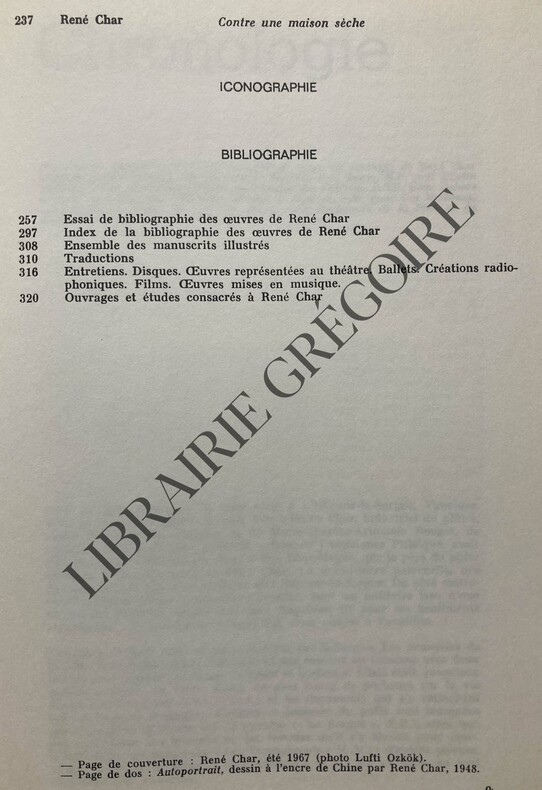 237 René Char Contre une maison sèche
ICONOGRAPHIE
BIBLIOGRAPHIE
257 Essai de bibliographie des œuvres de René Char
297 Index de la bibliographie des œuvres de René Char
308 Ensemble des manuscrits illustrés
310 Traductions
316 Entretiens. Disques. Œuvres représentées au théâtre. Ballets. Créations radio-
phoniques. Films. Œuvres mises en musique.
320 Ouvrages et études consacrés à René Char
LIBRAIRIE GRÉGOIRE
— Page de couverture : René Char, été 1967 (photo Lufti Ozkök).
— Page de dos : Autoportrait, dessin à l'encre de Chine par René Char, 1948.